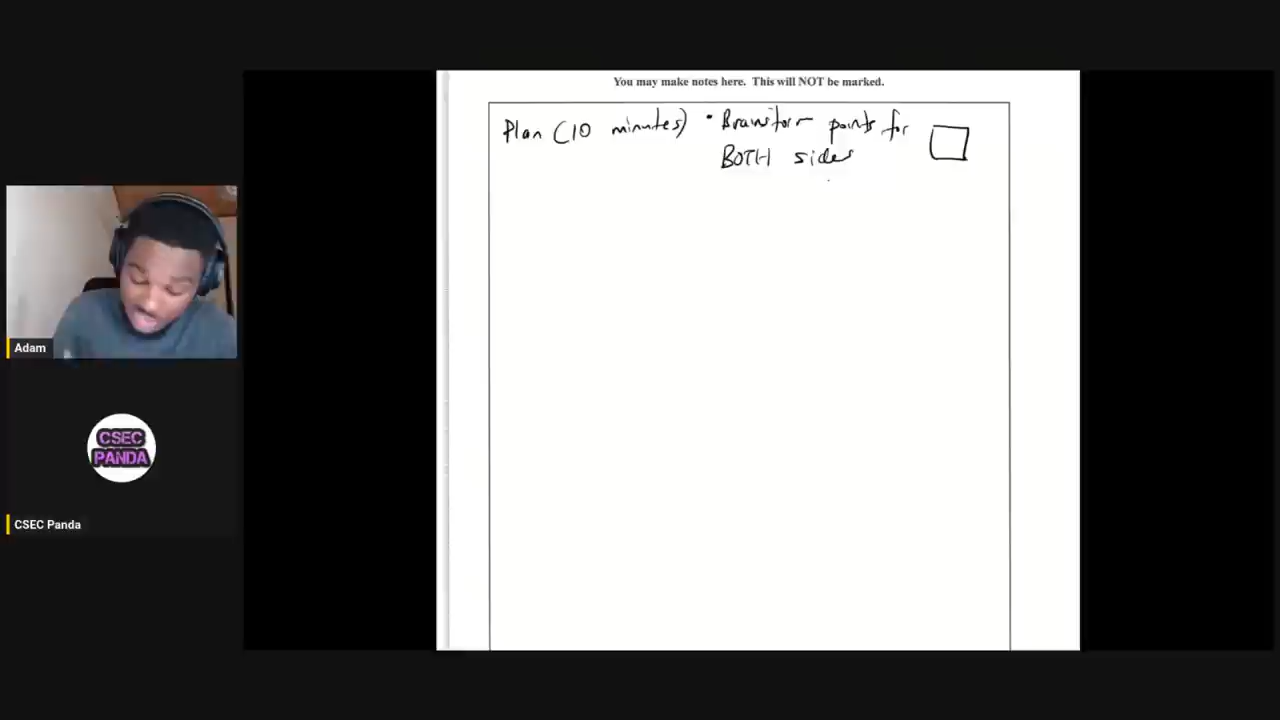 You may make notes here. This will NOT be marked.
Plan (10 minutes) • Brainstorm points for
BOTH sides
Adam
CSEC
PANDA
CSEC Panda